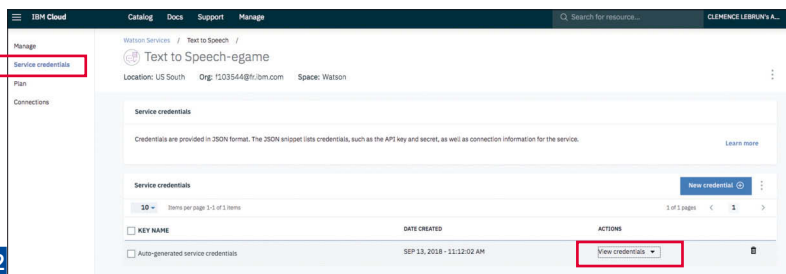 IBM Cloud Catalog Docs Support Manage Search for resource... CLEMENCE LEBRUN's A...
Manage
Service credentials
Plan
Connections
Watson Services / Text to Speech /
Text to Speech-egame
Location: US South Org: f103544@fr.ibm.com Space: Watson
Service credentials
Credentials are provided in JSON format. The JSON snippet lists credentials, such as the API key and secret, as well as connection information for the service.
Learn more
Service credentials New credential
10 Items per page 1-1 of 1 items 1 of 1 pages < 1 >
KEY NAME DATE CREATED ACTIONS
Auto-generated service credentials SEP 13, 2018 - 11:12:02 AM View credentials
2